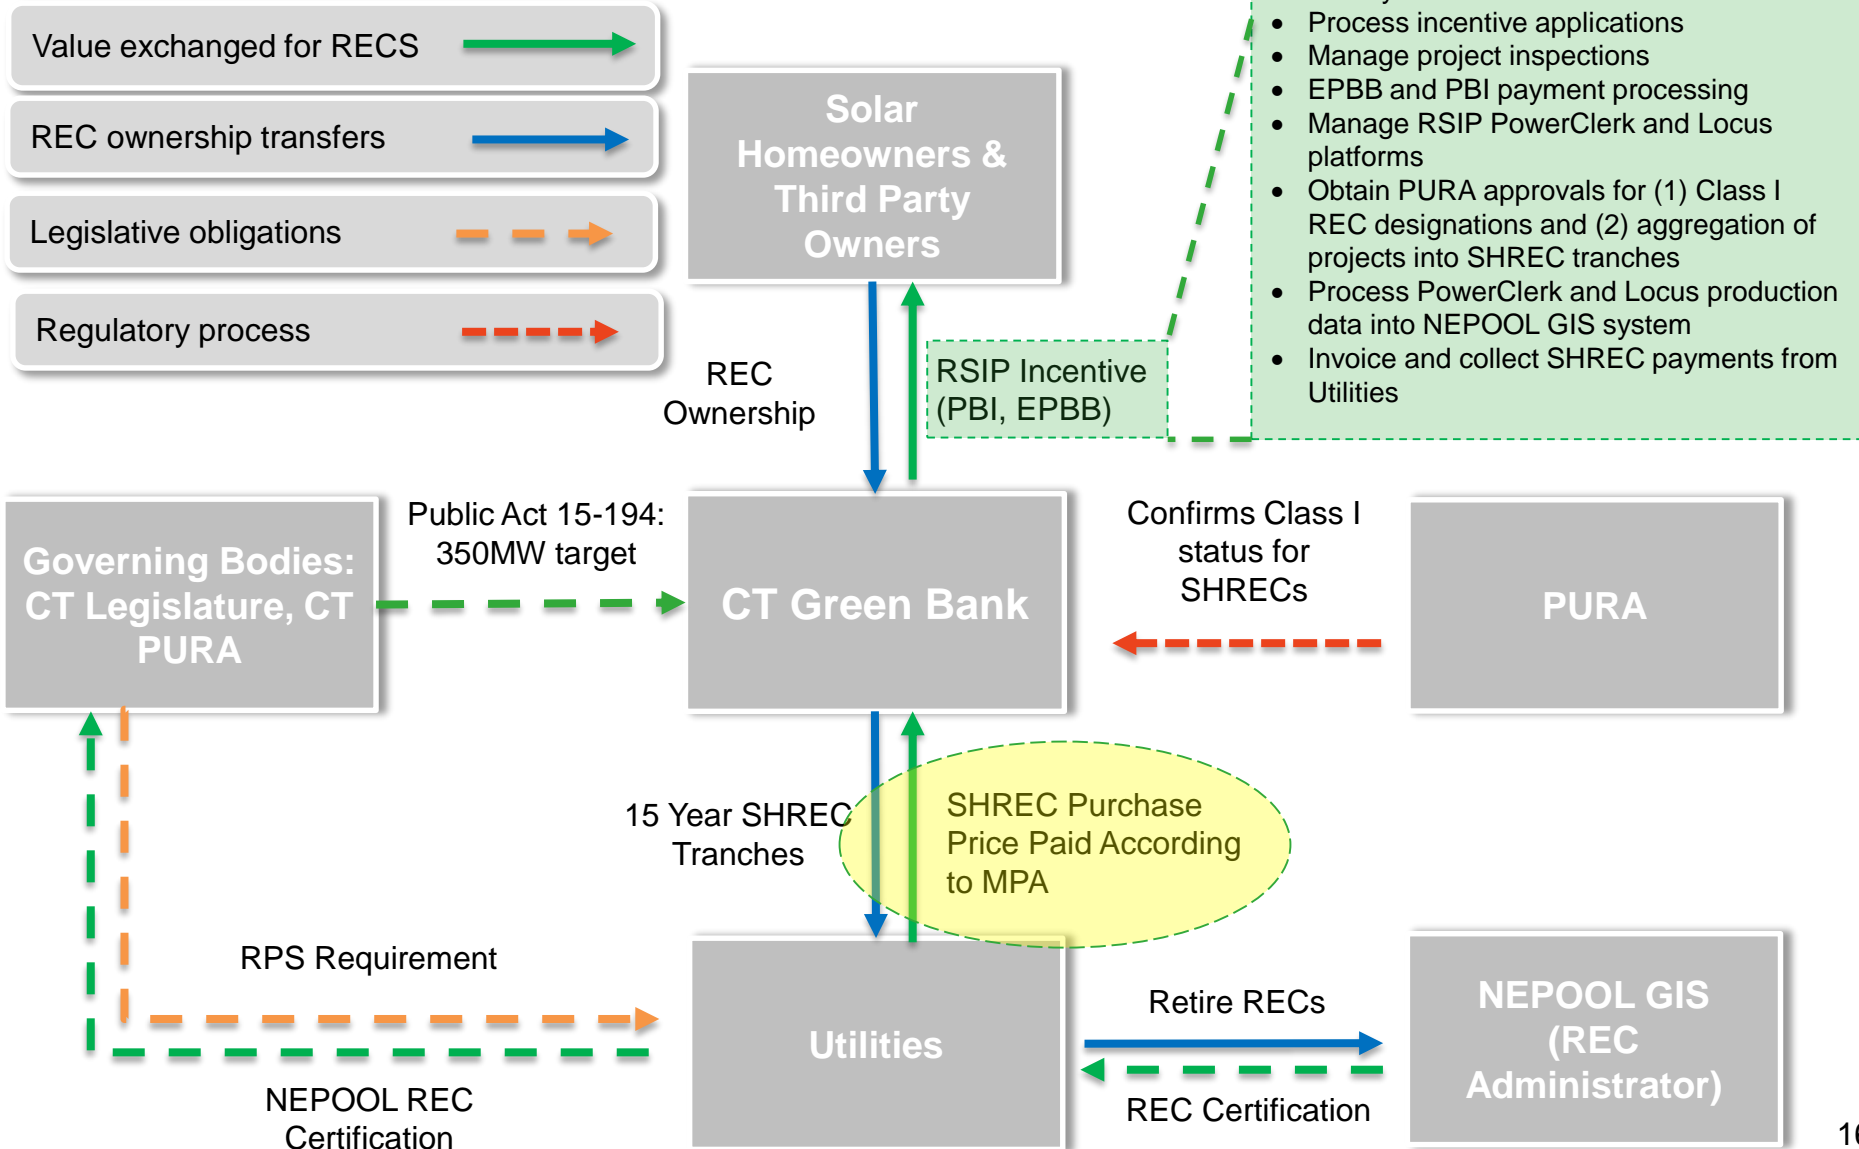 Value exchanged for RECS
REC ownership transfers
Legislative obligations
Regulatory process
Solar
Homeowners &
Third Party
Owners
• Process incentive applications
• Manage project inspections
• EPBB and PBI payment processing
• Manage RSIP PowerClerk and Locus
platforms
• Obtain PURA approvals for (1) Class I
REC designations and (2) aggregation of
projects into SHREC tranches
• Process PowerClerk and Locus production
data into NEPOOL GIS system
• Invoice and collect SHREC payments from
Utilities
REC
Ownership
RSIP Incentive
(PBI, EPBB)
Governing Bodies:
CT Legislature, CT
PURA
Public Act 15-194:
350MW target
CT Green Bank
Confirms Class I
status for
SHRECs
PURA
15 Year SHREC
Tranches
SHREC Purchase
Price Paid According
to MPA
RPS Requirement
NEPOOL REC
Certification
Utilities
Retire RECs
REC Certification
NEPOOL GIS
(REC
Administrator)
16